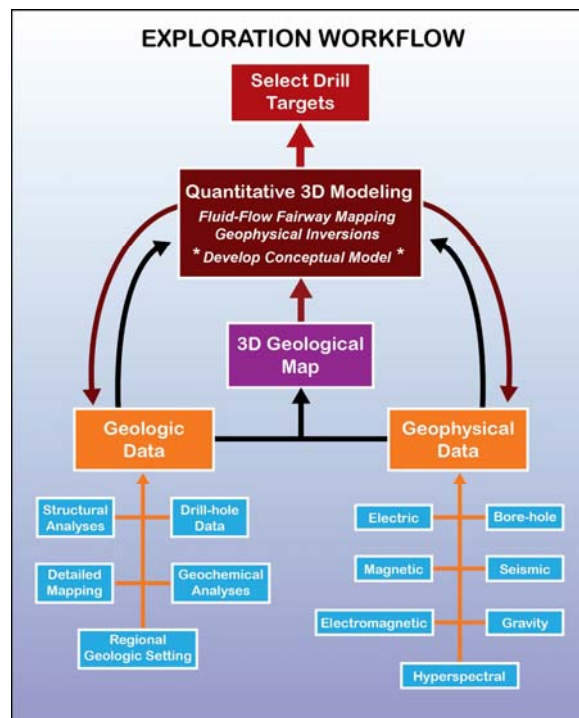 EXPLORATION WORKFLOW
Select Drill
Targets
Quantitative 3D Modeling
Fluid-Flow Fairway Mapping
Geophysical Inversions
* Develop Conceptual Model *
3D Geological
Map
Geologic
Data
Geophysical
Data
Structural
Analyses
Drill-hole
Data
Detailed
Mapping
Geochemical
Analyses
Regional
Geologic Setting
Electric
Bore-hole
Magnetic
Seismic
Electromagnetic
Gravity
Hyperspectral